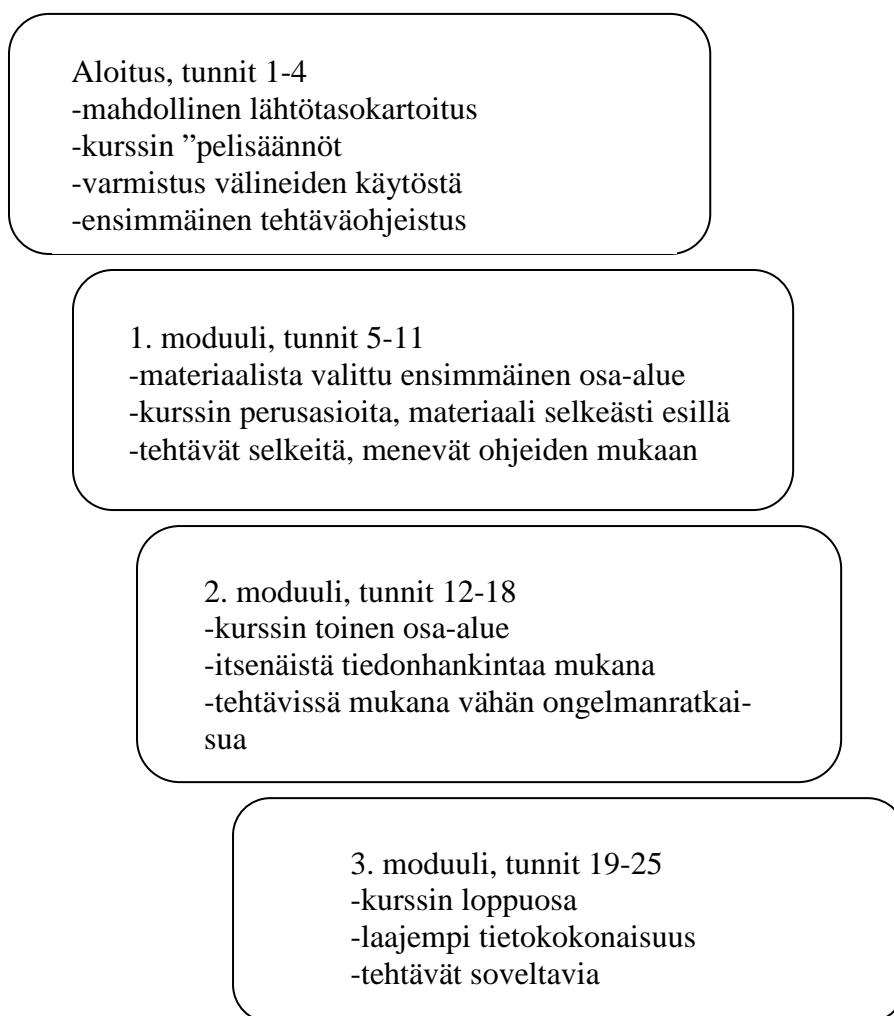 Aloitus, tunnit 1-4
-mahdollinen lähtötasokartoitus
-kurssin ”pelisäännöt
-varmistus välineiden käytöstä
-ensimmäinen tehtäväohjeistus
1. moduuli, tunnit 5-11
-materiaalista valittu ensimmäinen osa-alue
-kurssin perusasioita, materiaali selkeästi esillä
-tehtävät selkeitä, menevät ohjeiden mukaan
2. moduuli, tunnit 12-18
-kurssin toinen osa-alue
-itsenäistä tiedonhankintaa mukana
-tehtävissä mukana vähän ongelmanratkai-
sua
3. moduuli, tunnit 19-25
-kurssin loppuosa
-laajempi tietokokonaisuus
-tehtävät soveltavia